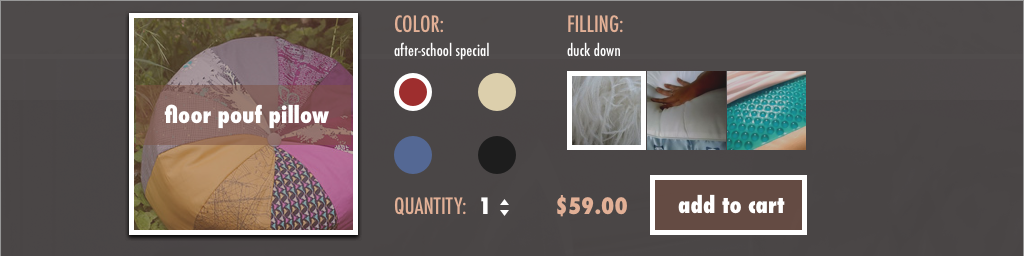 floor pouf pillow
COLOR:
after-school special
FILLING:
duck down
QUANTITY: 1
$59.00
add to cart